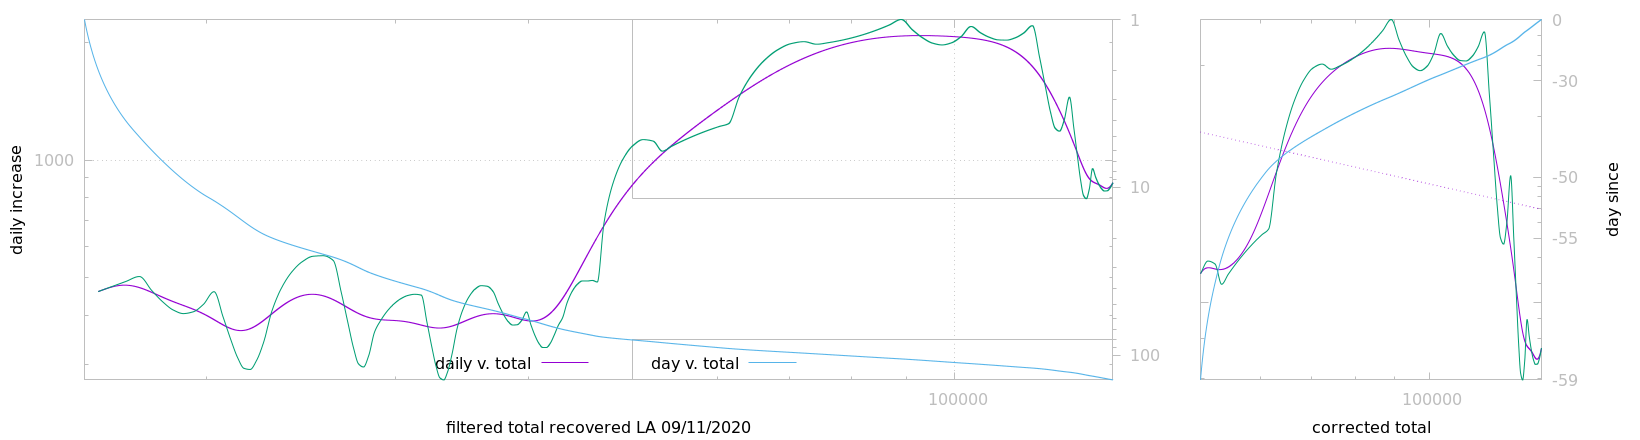 1
0
-30
1000
daily increase
10
-50
day since
-55
daily v. total
day v. total
100
-59
100000
100000
filtered total recovered LA 09/11/2020
corrected total